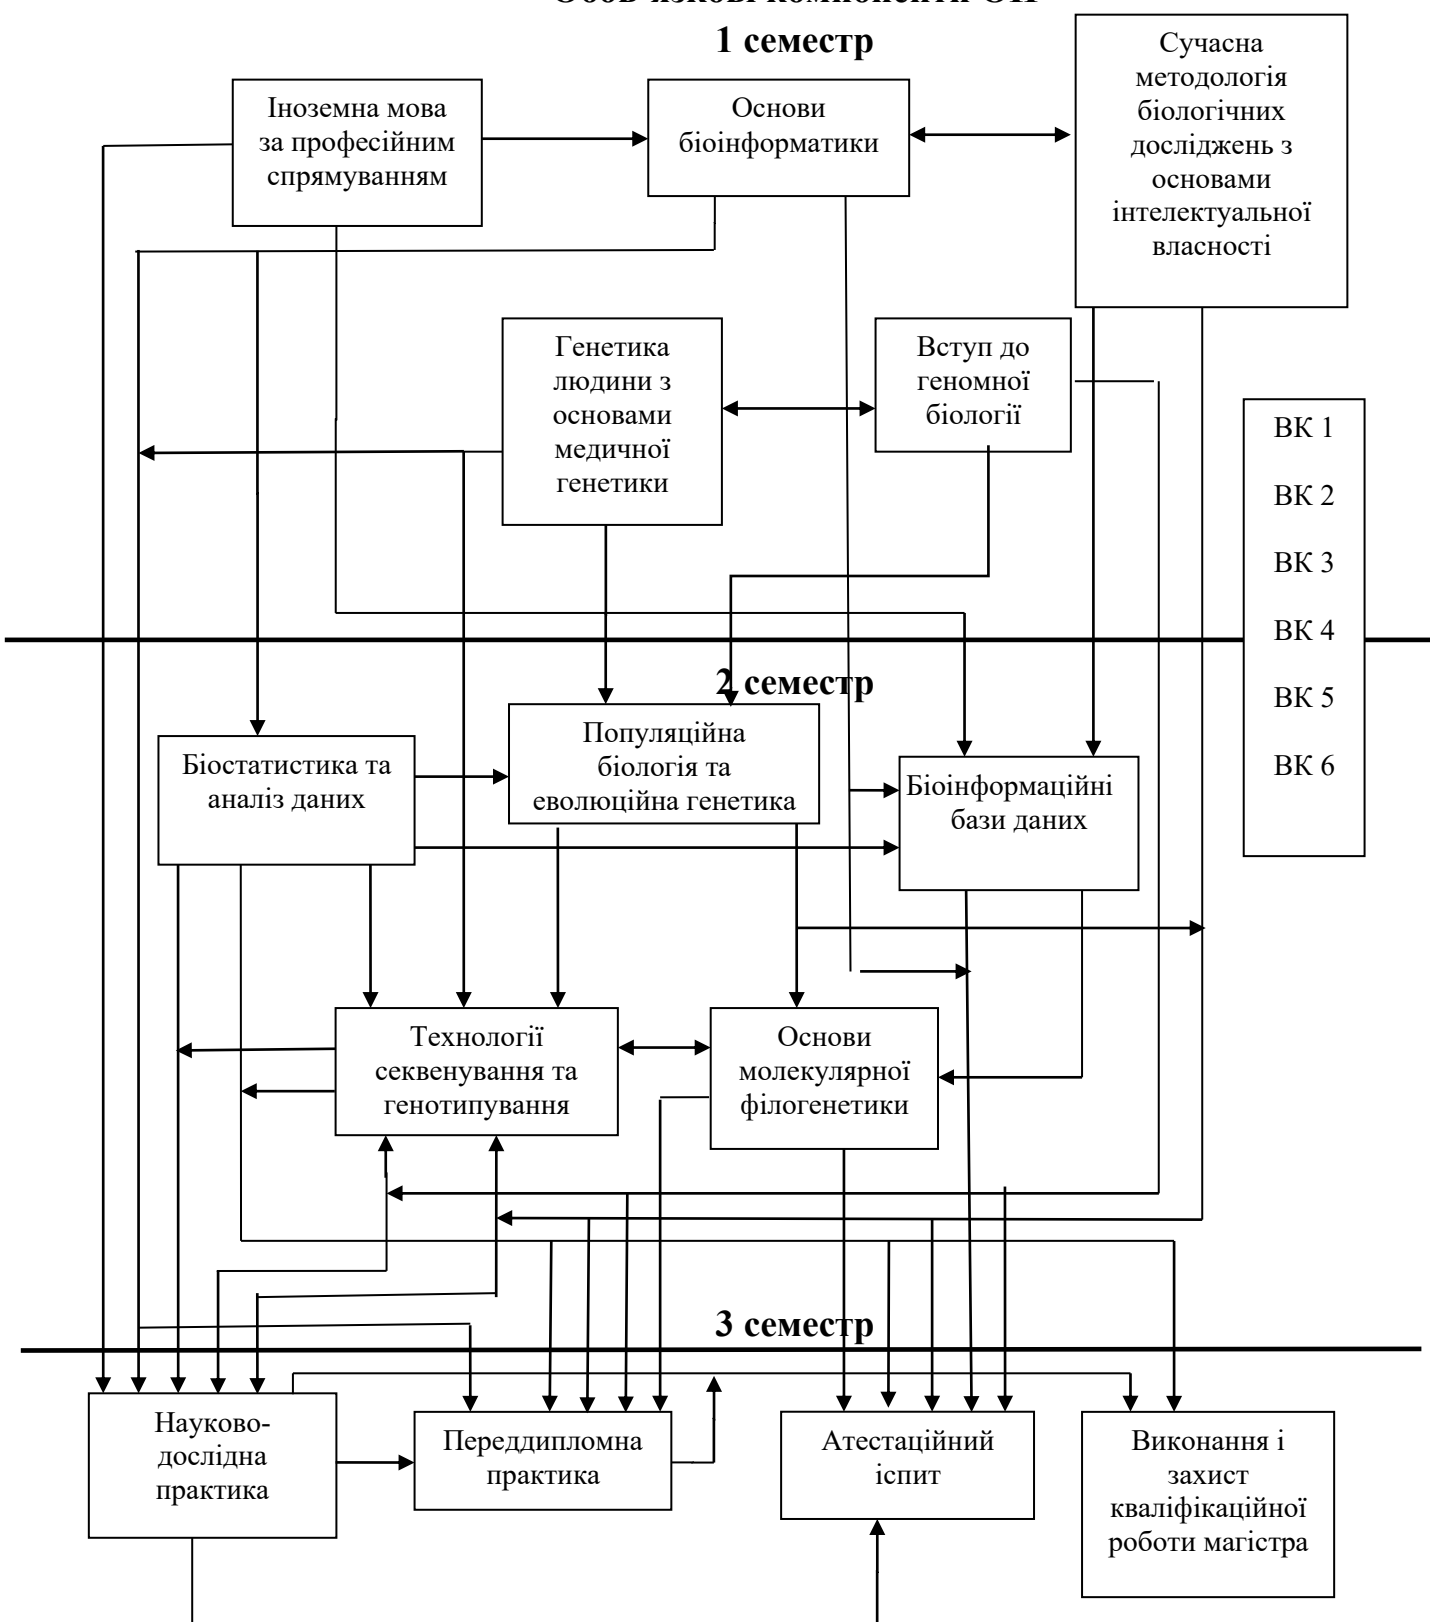 1 семестр
Іноземна мова
за професійним
спрямуванням
Основи
біоінформатики
Сучасна
методологія
біологічних
досліджень з
основами
інтелектуальної
власності
Генетика
людини з
основами
медичної
генетики
Вступ до
геномної
біології
ВК 1
ВК 2
ВК 3
ВК 4
ВК 5
ВК 6
2 семестр
Біостатистика та
аналіз даних
Популяційна
біологія та
еволюційна генетика
Біоінформаційні
бази даних
Технології
секвенування та
генотипування
Основи
молекулярної
філогенетики
3 семестр
Науково-
дослідна
практика
Переддипломна
практика
Атестаційний
іспит
Виконання і
захист
кваліфікаційної
роботи магістра